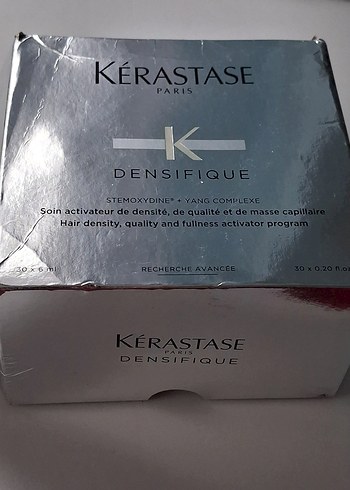 KÉRASTASE
PARIS
K
DENSIFIQUE
STEMOXYDINE® + YANG COMPLEXE
Soin activateur de densité, de qualité et de masse capillaire
Hair density, quality and fullness activator program
30 x 6 ml RECHERCHE AVANCÉE 30 x 0.20 fl.oz
KÉRASTASE
PARIS
DENSIFIQUE